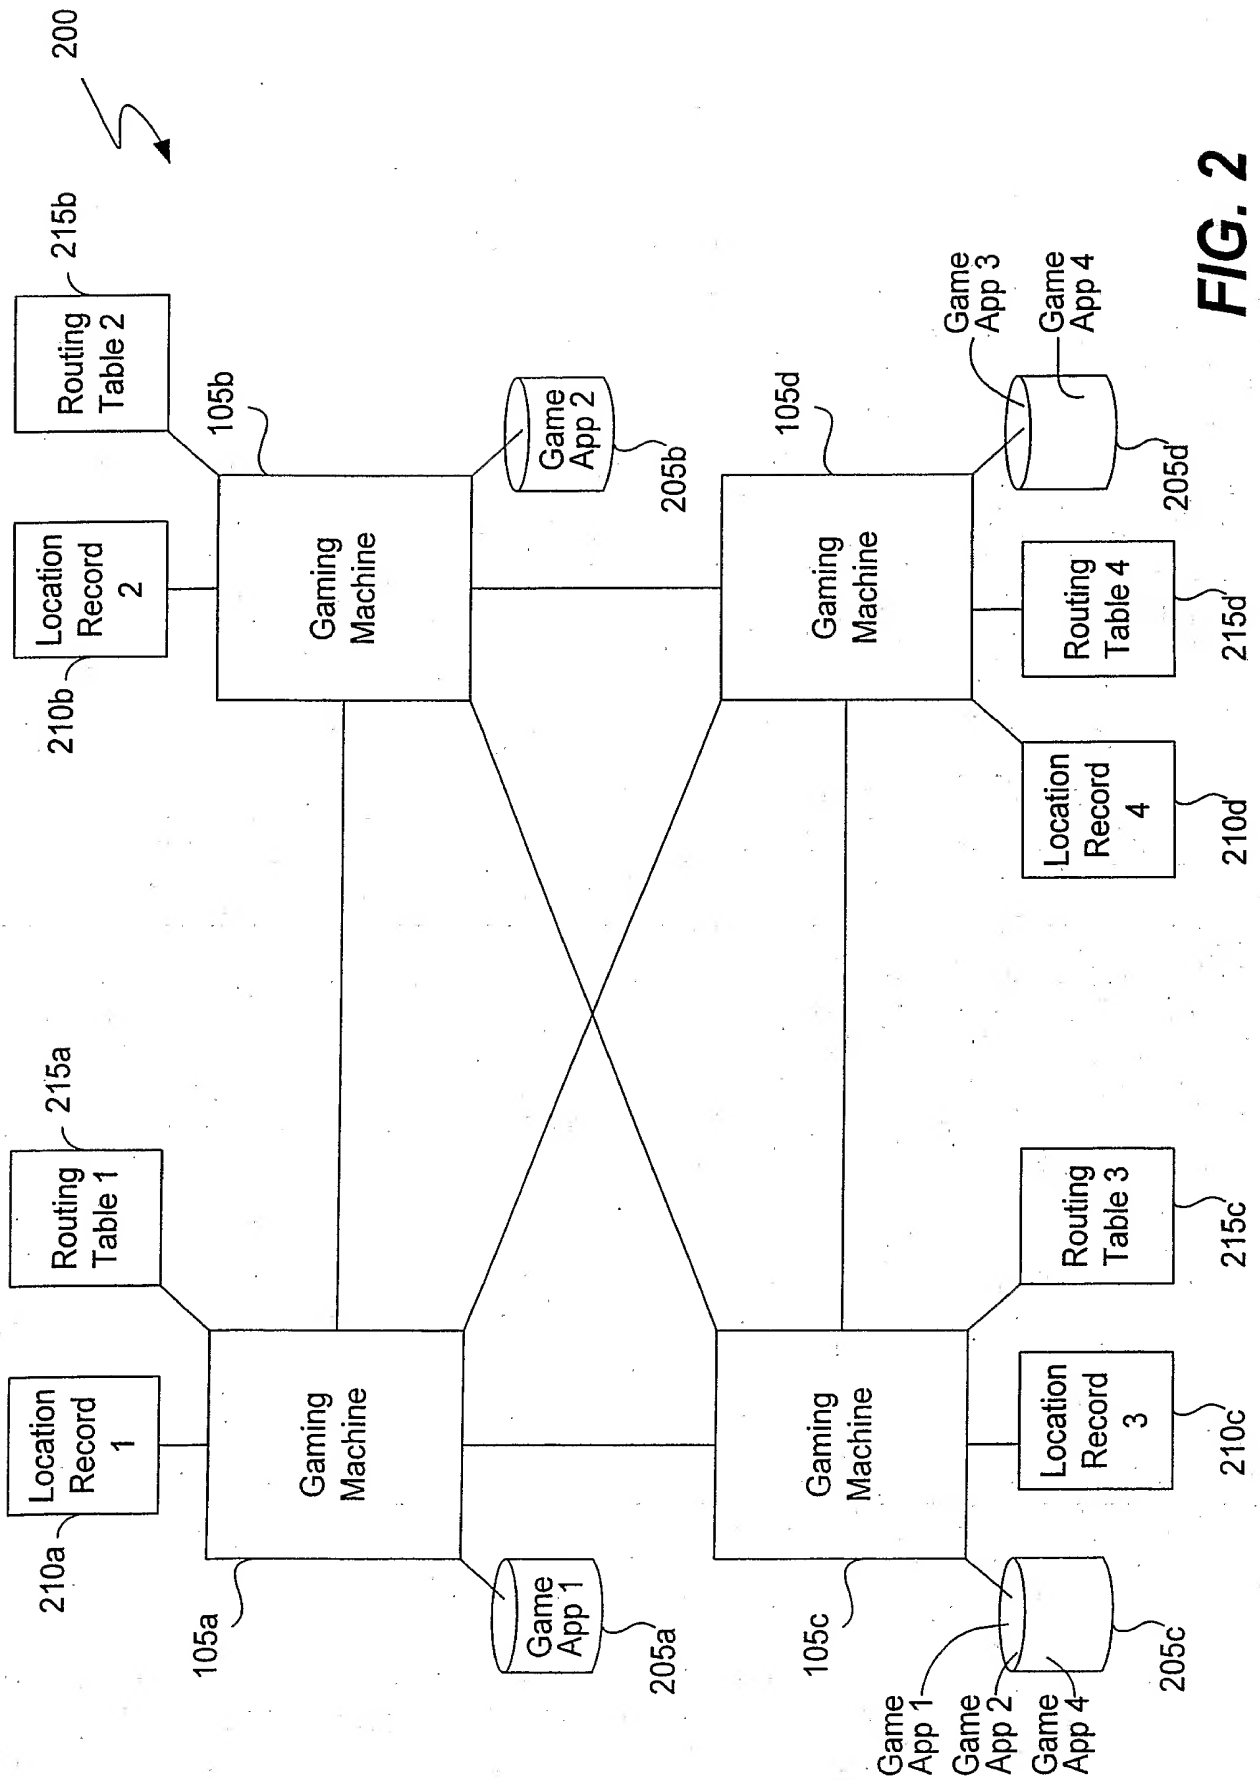 200
215a
215b
Location
Record
1
Routing
Table 1
Location
Record
2
Routing
Table 2
210a
210b
105a
105b
Gaming
Machine
Gaming
Machine
Game
App 1
205a
Game
App 2
205b
105c
105d
Gaming
Machine
Gaming
Machine
Game
App 1
Game
App 2
Game
App 4
205c
Location
Record
3
210c
Routing
Table 3
215c
Location
Record
4
210d
Routing
Table 4
215d
Game
App 3
Game
App 4
205d
FIG. 2